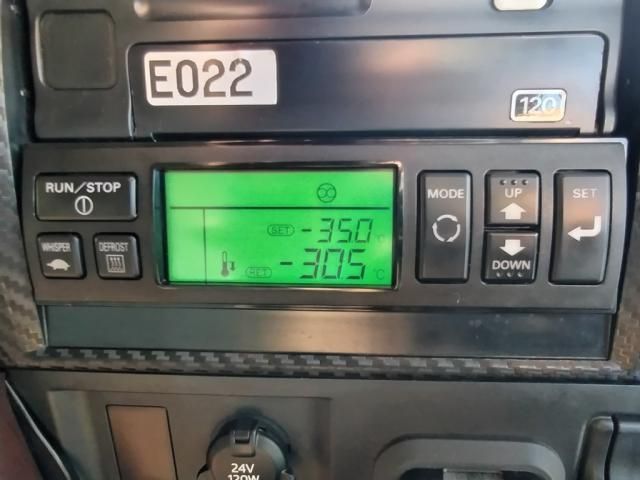 E022
120
RUN/STOP
WHISPER
DEFROST
SET -35.0 °C
SET -30.5 °C
MODE
UP
DOWN
SET
24V
120W